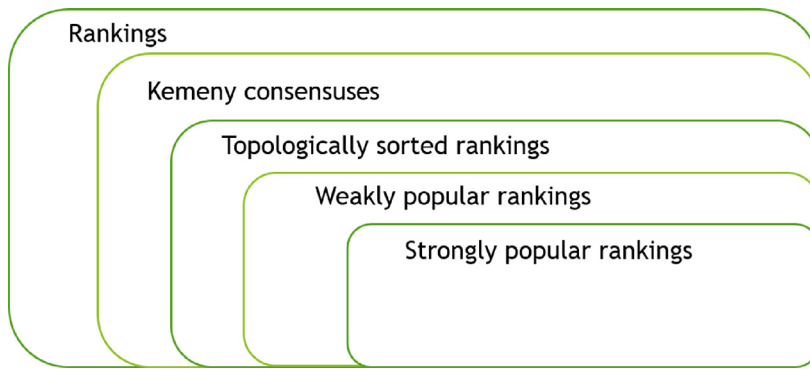 Rankings
Kemeny consensuses
Topologically sorted rankings
Weakly popular rankings
Strongly popular rankings